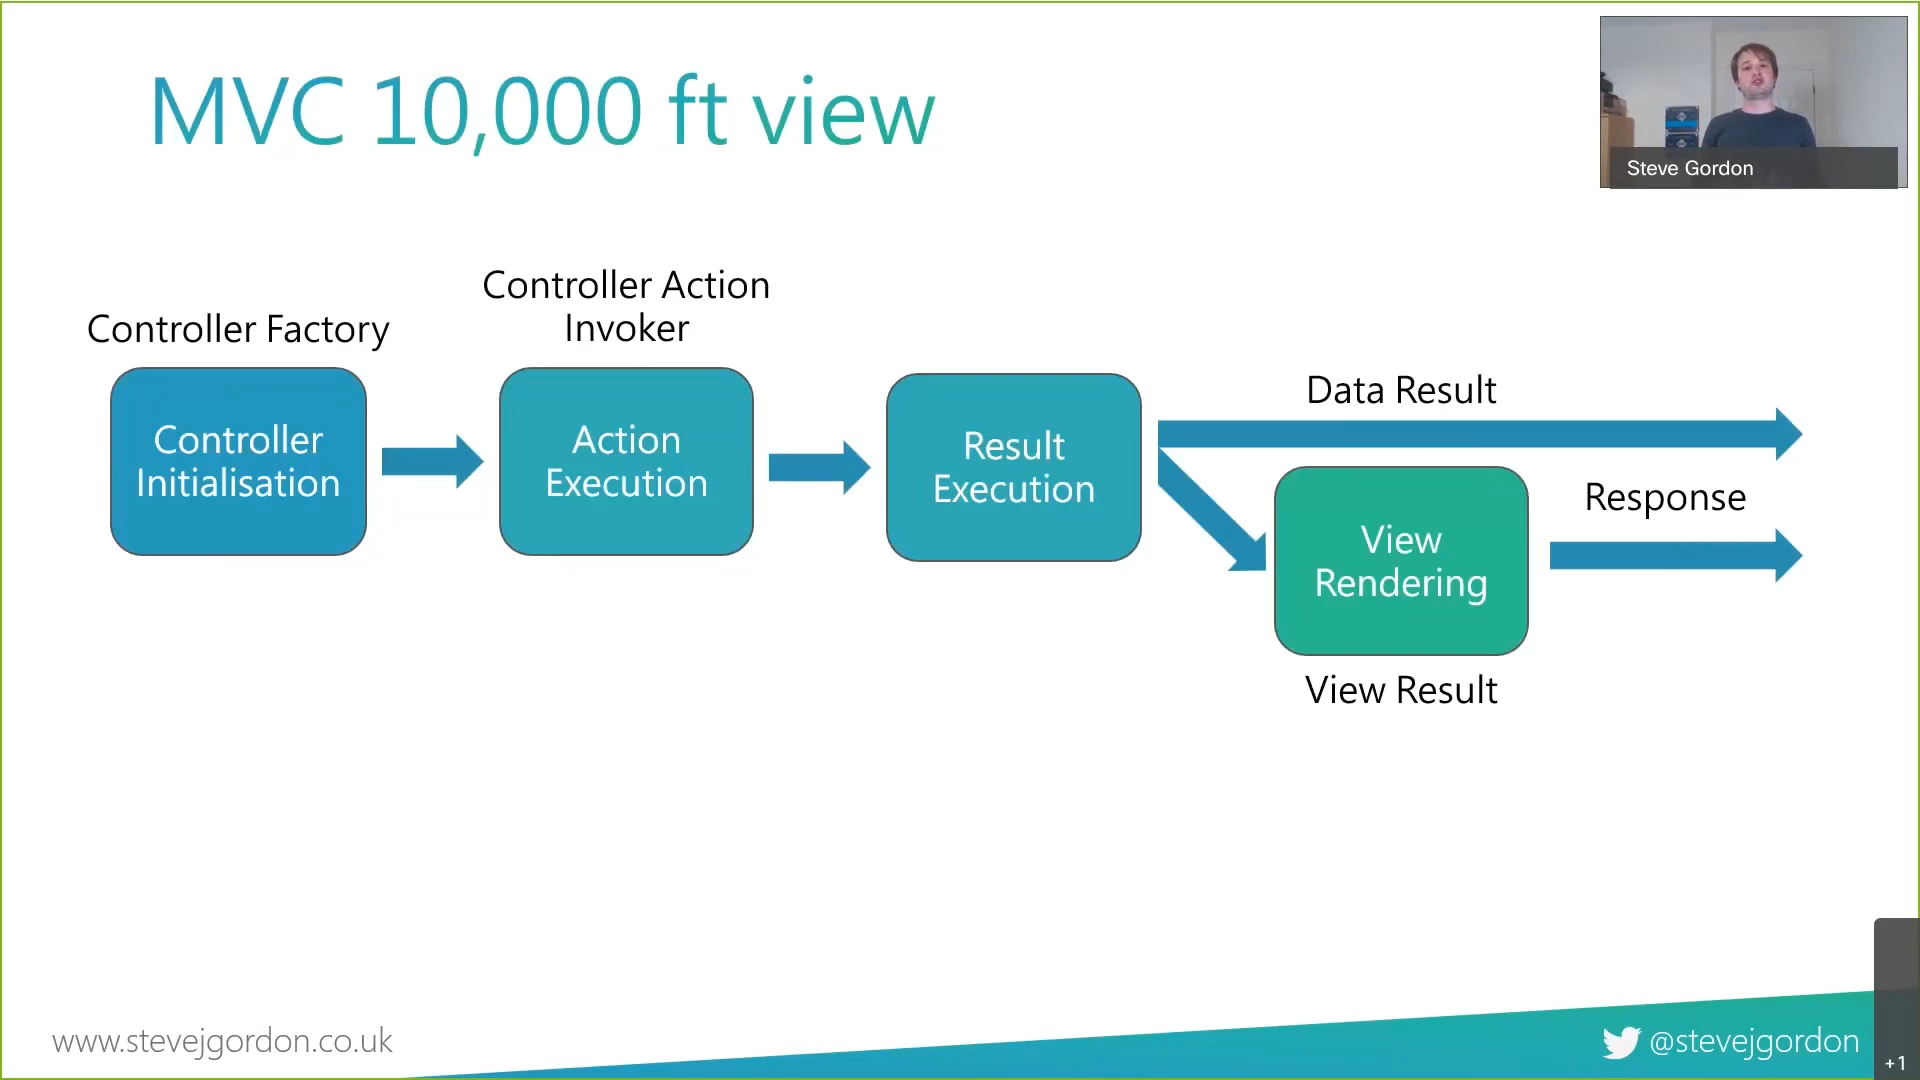 MVC 10,000 ft view
Steve Gordon
Controller Factory
Controller Action
Invoker
Controller
Initialisation
Action
Execution
Result
Execution
Data Result
View
Rendering
Response
View Result
www.stevejgordon.co.uk
@stevejgordon
+1